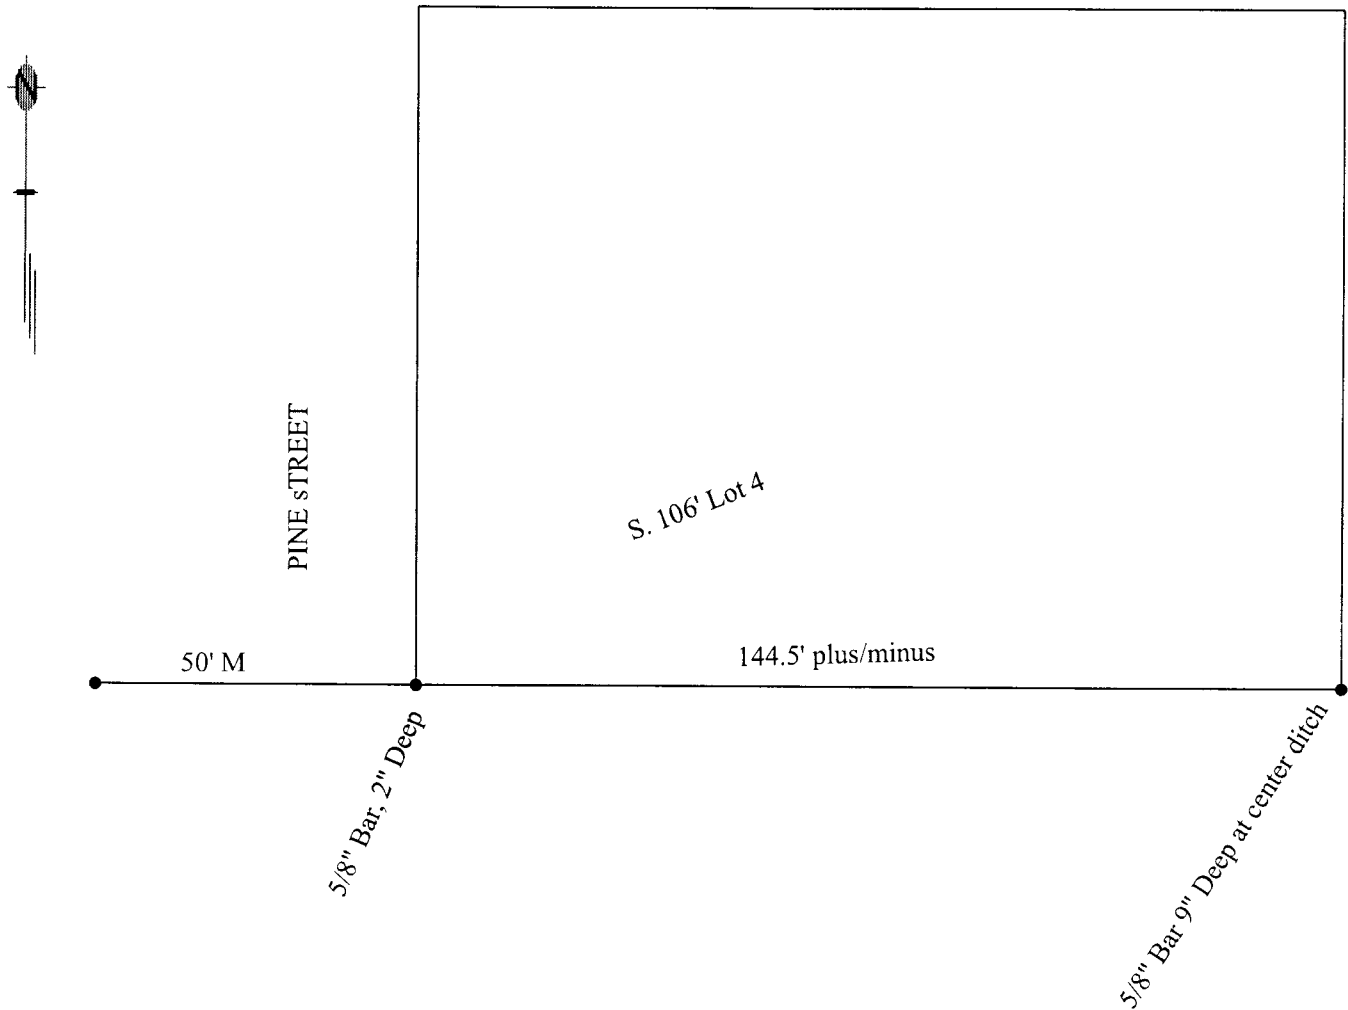 N
PINE sTREET
S. 106' Lot 4
50' M
144.5' plus/minus
5/8" Bar, 2" Deep
5/8" Bar 9" Deep at center ditch